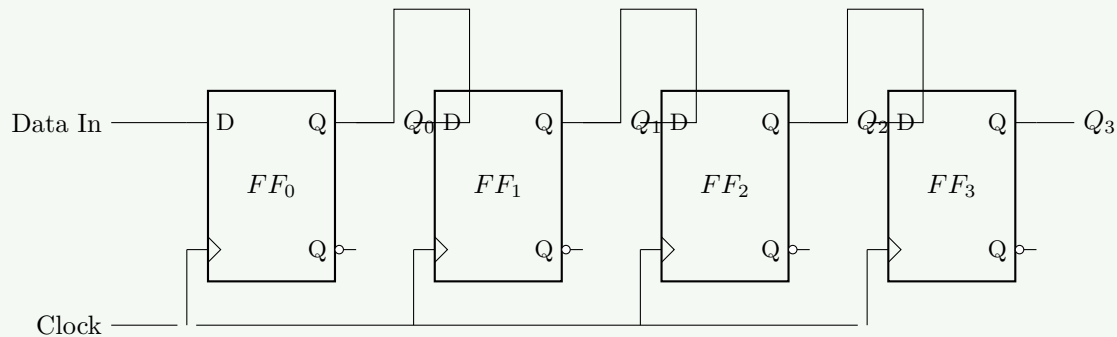 Data In D Q Q₀ D Q Q₁ D Q Q₂ D Q Q₃
FF₀ FF₁ FF₂ FF₃
Q Q Q Q
Clock